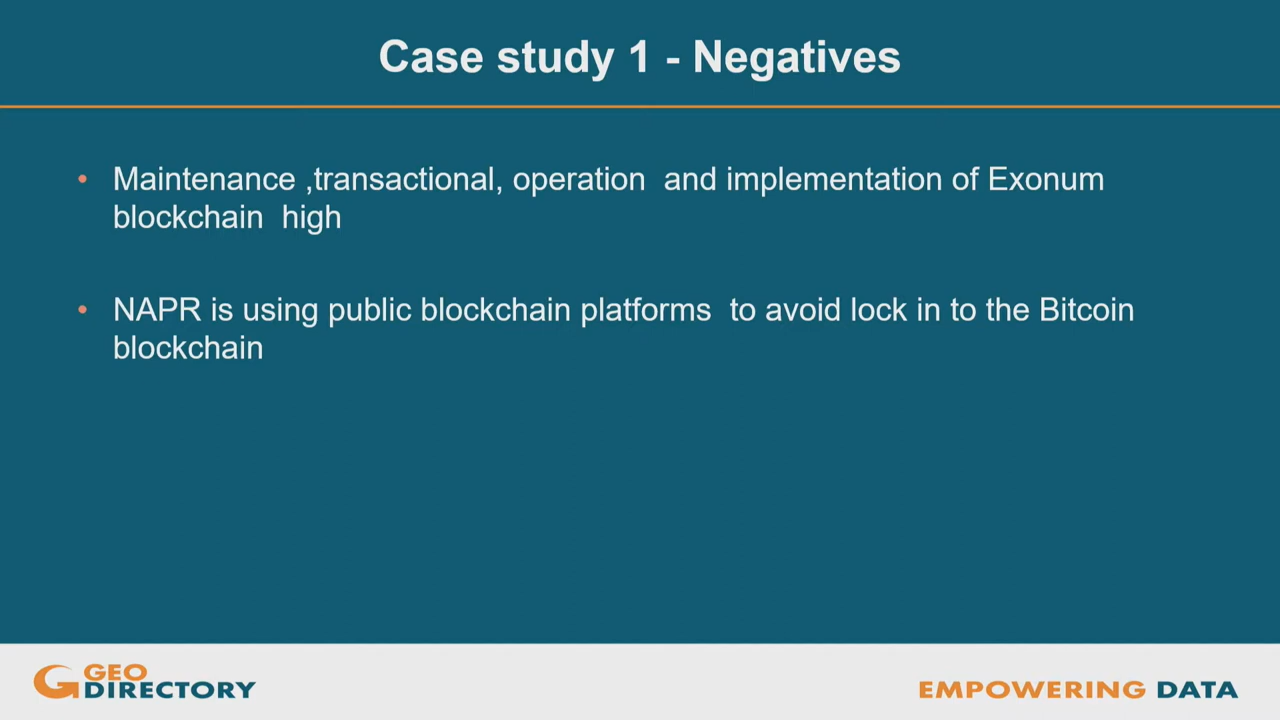 Case study 1 - Negatives
• Maintenance ,transactional, operation  and implementation of Exonum
blockchain  high
• NAPR is using public blockchain platforms  to avoid lock in to the Bitcoin
blockchain
GEO
DIRECTORY
EMPOWERING DATA